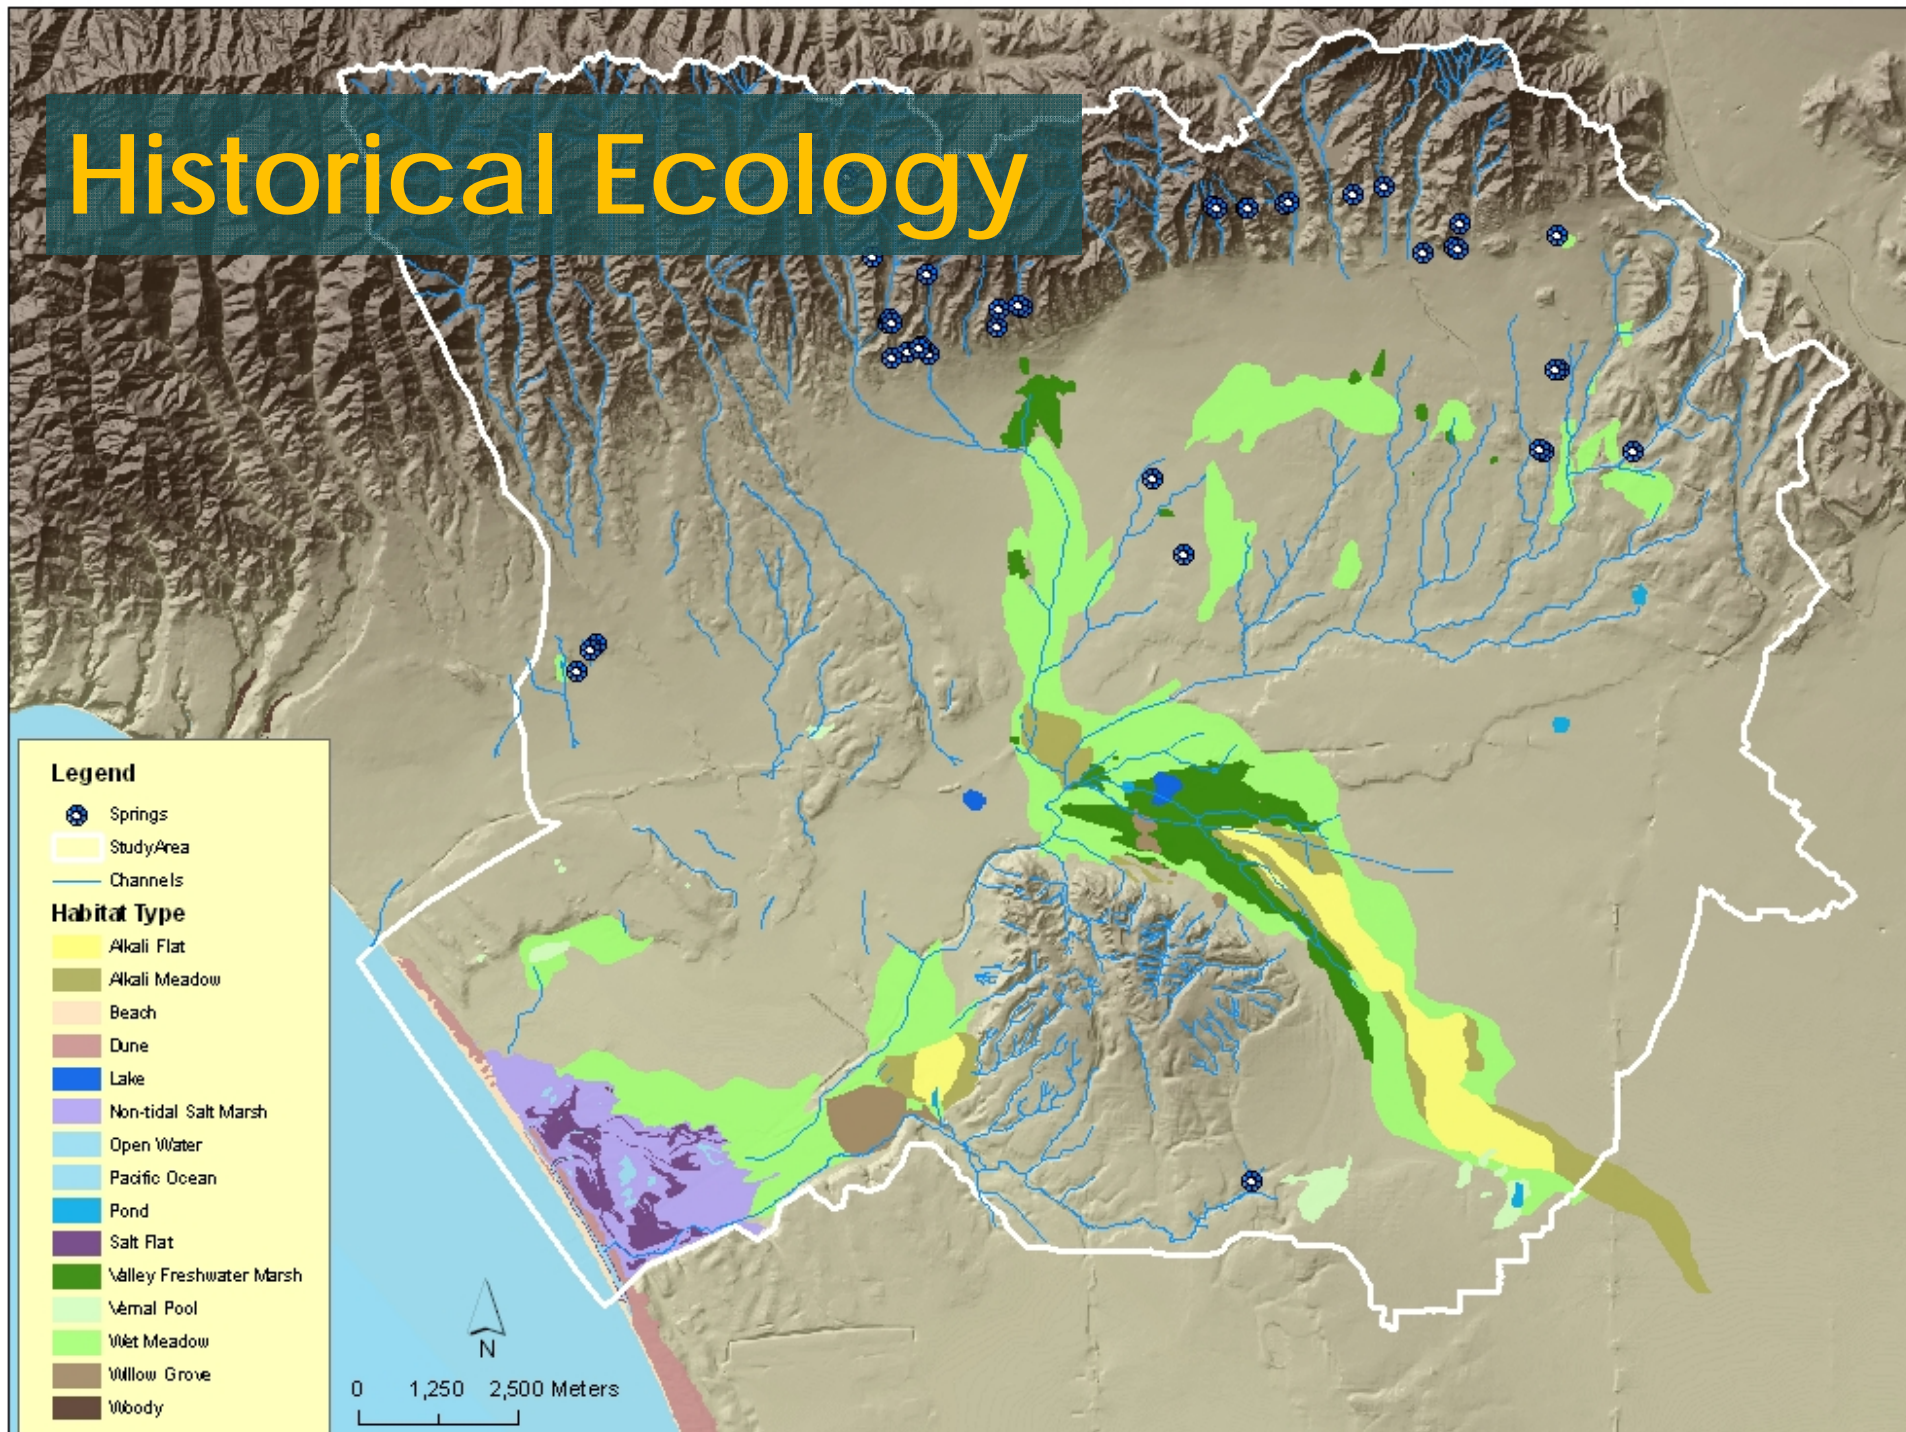 Historical Ecology
Legend
Springs
StudyArea
Channels
Habitat Type
Alkali Flat
Alkali Meadow
Beach
Dune
Lake
Non-tidal Salt Marsh
Open Water
Pacific Ocean
Pond
Salt Flat
Valley Freshwater Marsh
Vernal Pool
Wet Meadow
Willow Grove
Woody
N
0 1,250 2,500 Meters